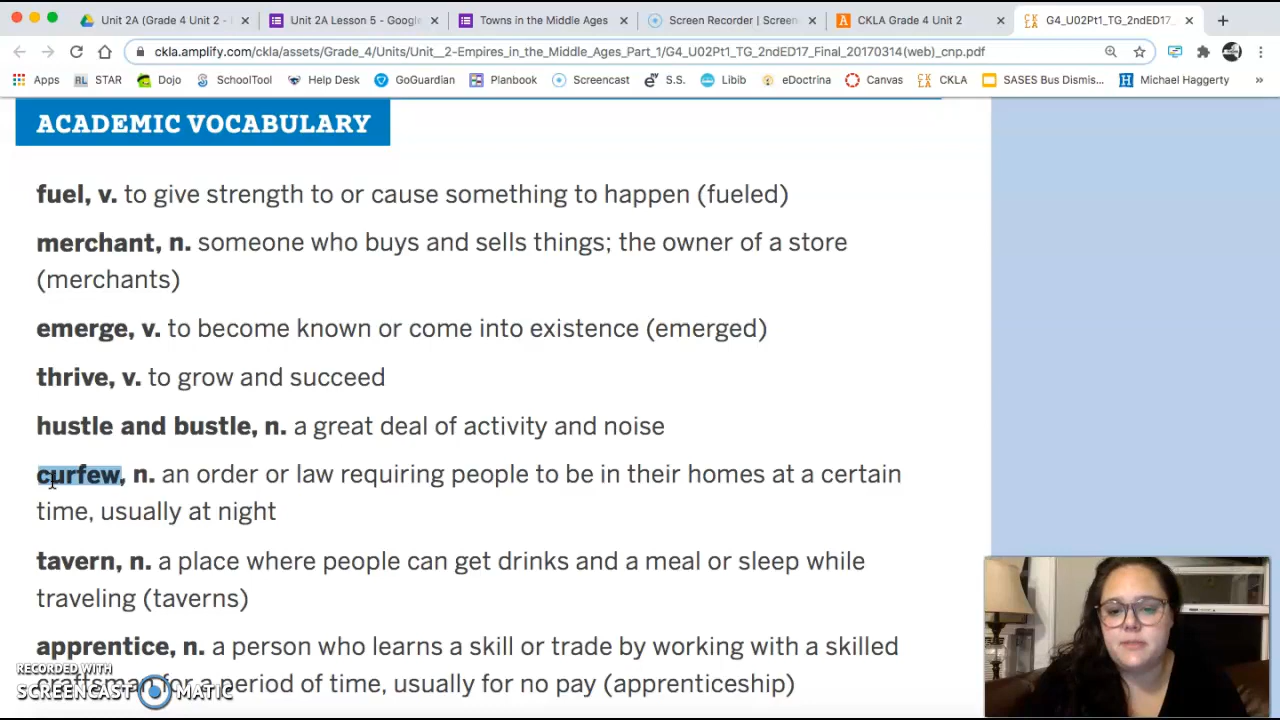 Unit 2A (Grade 4 Unit 2 -
Unit 2A Lesson 5 - Google
Towns in the Middle Ages
Screen Recorder | Screen
CKLA Grade 4 Unit 2
G4_U02Pt1_TG_2ndED17_
ckla.amplify.com/ckla/assets/Grade_4/Units/Unit__2-Empires_in_the_Middle_Ages_Part_1/G4_U02Pt1_TG_2ndED17_Final_20170314(web)_cnp.pdf
Apps RL STAR Dojo SchoolTool Help Desk GoGuardian Planbook Screencast S.S. Libib eDoctrina Canvas CKLA SASES Bus Dismis... Michael Haggerty »
ACADEMIC VOCABULARY
fuel, v. to give strength to or cause something to happen (fueled)
merchant, n. someone who buys and sells things; the owner of a store
(merchants)
emerge, v. to become known or come into existence (emerged)
thrive, v. to grow and succeed
hustle and bustle, n. a great deal of activity and noise
curfew, n. an order or law requiring people to be in their homes at a certain
time, usually at night
tavern, n. a place where people can get drinks and a meal or sleep while
traveling (taverns)
apprentice, n. a person who learns a skill or trade by working with a skilled
craftsman for a period of time, usually for no pay (apprenticeship)
RECORDED WITH
SCREENCAST MATIC